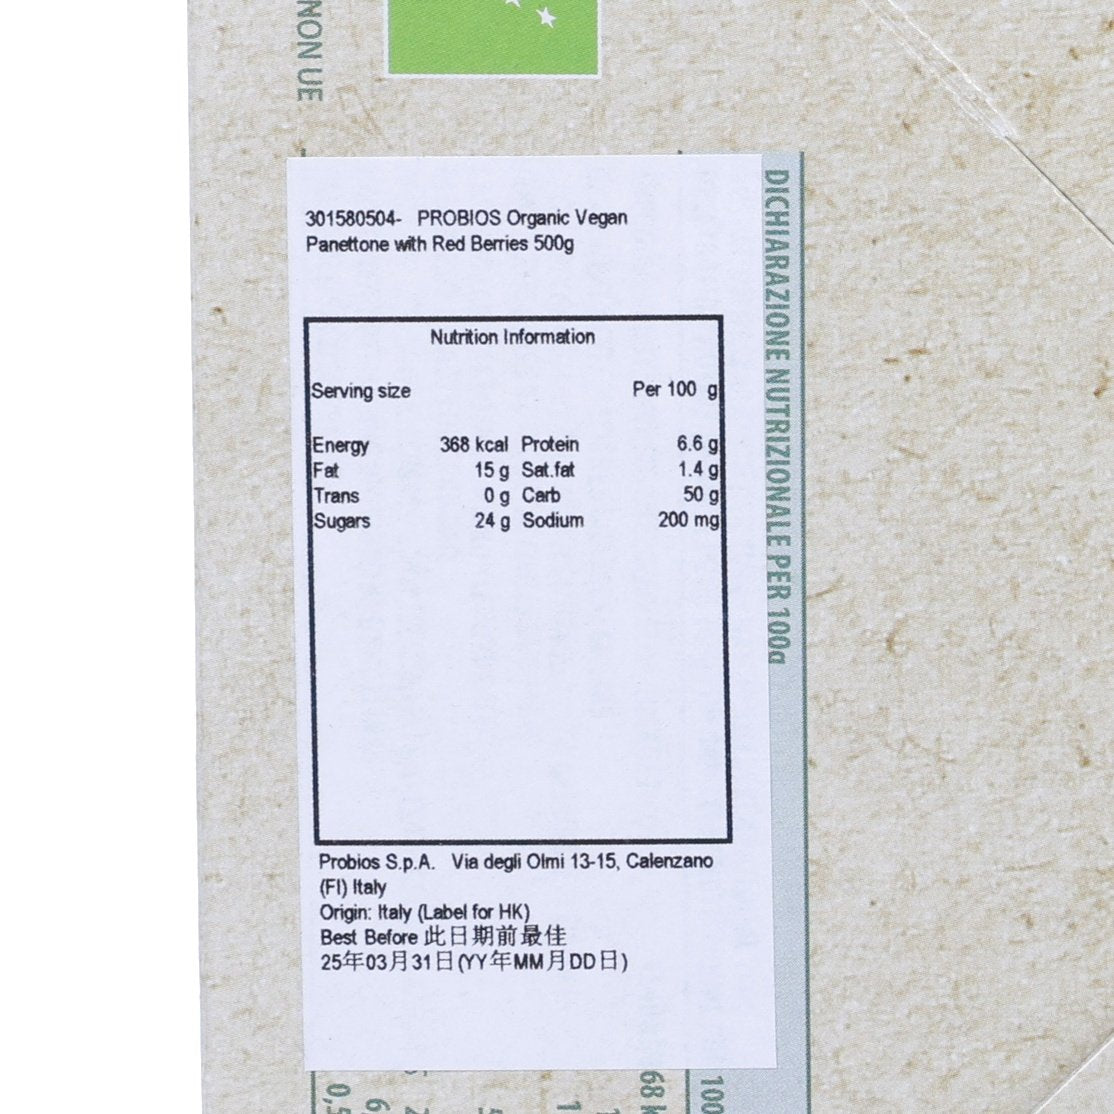 NON UE
301580504- PROBIOS Organic Vegan
Panettone with Red Berries 500g
Nutrition Information
Serving size Per 100 g
Energy 368 kcal Protein 6.6 g
Fat 15 g Sat.fat 1.4 g
Trans 0 g Carb 50 g
Sugars 24 g Sodium 200 mg
Probios S.p.A. Via degli Olmi 13-15, Calenzano
(FI) Italy
Origin: Italy (Label for HK)
Best Before 此日期前最佳
25年03月31日(YY年MM月DD日)
DICHIARAZIONE NUTRIZIONALE PER 100g
100